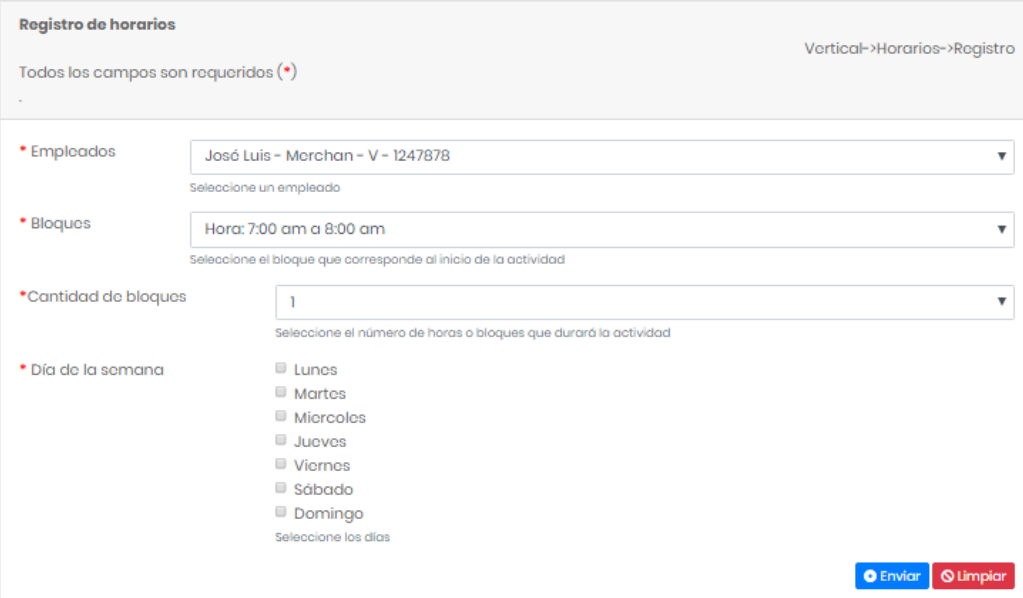 Registro de horarios
Vertical->Horarios->Registro
Todos los campos son requeridos (*)
.
* Empleados
José Luis - Merchan - V - 1247878
Seleccione un empleado
* Bloques
Hora: 7:00 am a 8:00 am
Seleccione el bloque que corresponde al inicio de la actividad
*Cantidad de bloques
1
Seleccione el número de horas o bloques que durará la actividad
* Día de la semana
Lunes
Martes
Miercoles
Jueves
Viernes
Sábado
Domingo
Seleccione los días
Enviar
Limpiar